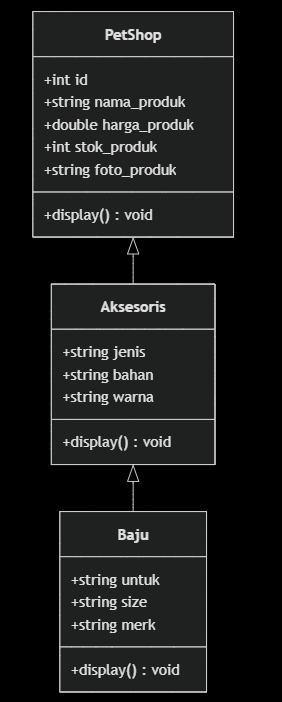 PetShop
+int id
+string nama_produk
+double harga_produk
+int stok_produk
+string foto_produk
+display() : void
Aksesoris
+string jenis
+string bahan
+string warna
+display() : void
Baju
+string untuk
+string size
+string merk
+display() : void